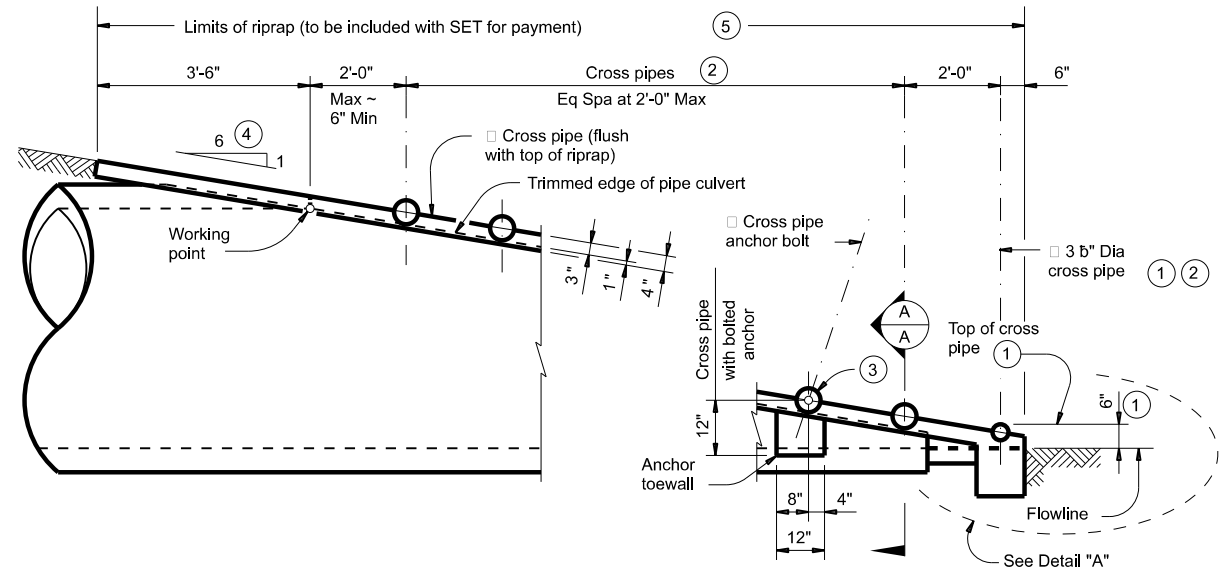 Limits of riprap (to be included with SET for payment)
5
3'-6"
2'-0"
Cross pipes
2
2'-0"
6"
Max ~
6" Min
Eq Spa at 2'-0" Max
6
4
1
□ Cross pipe (flush
with top of riprap)
Trimmed edge of pipe culvert
Working
point
3"
1"
4"
□ Cross pipe
anchor bolt
□ 3 ƀ" Dia
cross pipe
1
2
Cross pipe
with bolted
anchor
A
A
Top of cross
pipe
1
3
6"
1
12"
Anchor
toewall
8"
4"
12"
Flowline
See Detail "A"